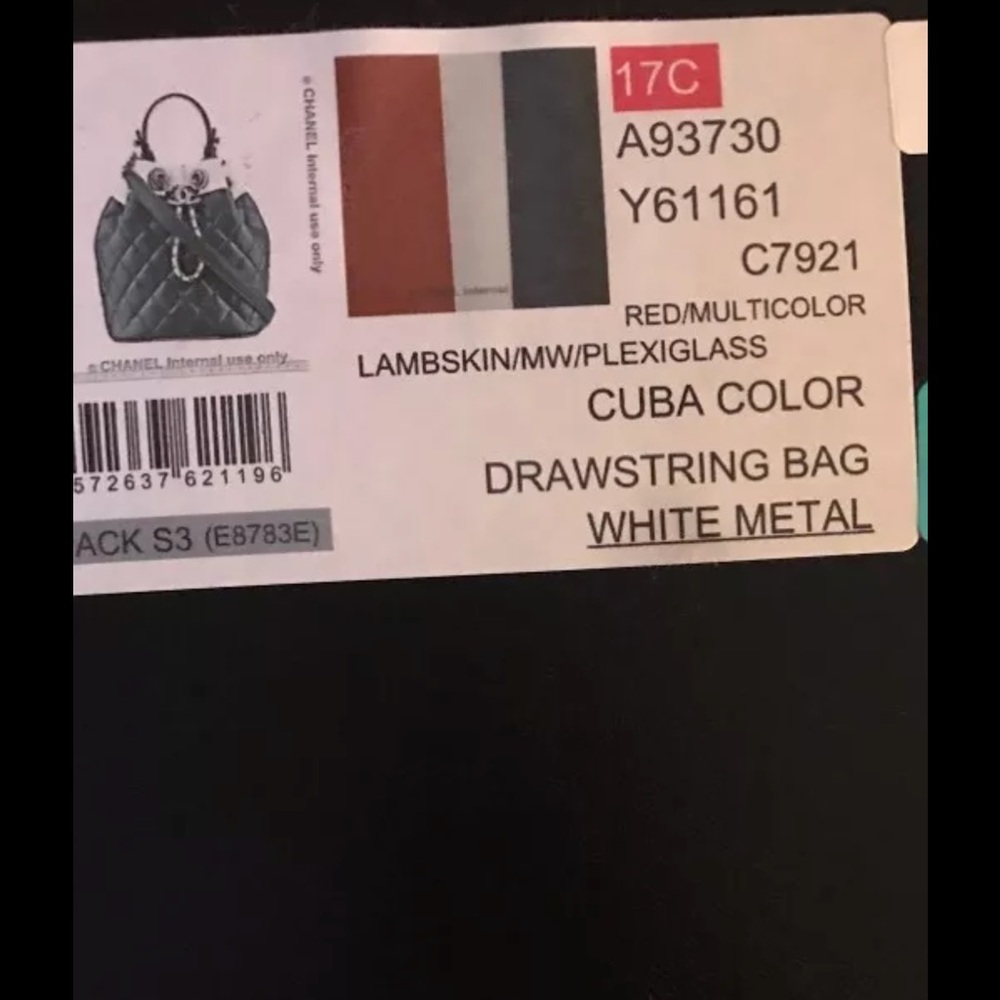 © CHANEL Internal use only
17C
A93730
Y61161
C7921
RED/MULTICOLOR
LAMBSKIN/MW/PLEXIGLASS
CUBA COLOR
DRAWSTRING BAG
WHITE METAL
© CHANEL Internal use only
572637 621196
ACK S3 (E8783E)